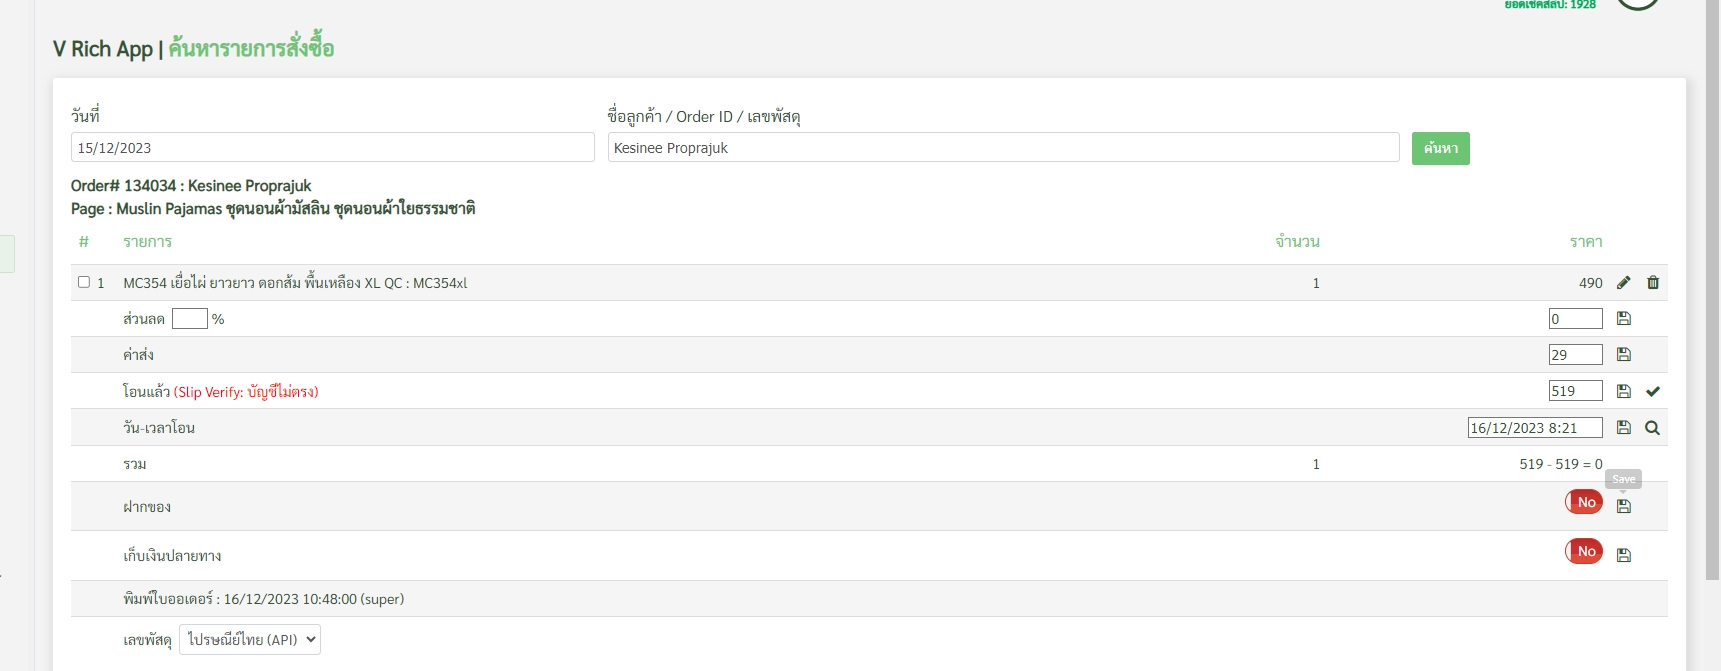 ยอดเช็คสลิป: 1928
V Rich App | ค้นหารายการสั่งซื้อ
วันที่
ชื่อลูกค้า / Order ID / เลขพัสดุ
15/12/2023
Kesinee Proprajuk
ค้นหา
Order# 134034 : Kesinee Proprajuk
Page : Muslin Pajamas ชุดนอนผ้ามัสลิน ชุดนอนผ้าใยธรรมชาติ
# รายการ จำนวน ราคา
1 MC354 เยื่อไผ่ ยาวยาว ดอกส้ม พื้นเหลือง XL QC : MC354xl 1 490
ส่วนลด % 0
ค่าส่ง 29
โอนแล้ว (Slip Verify: บัญชีไม่ตรง) 519
วัน-เวลาโอน 16/12/2023 8:21
รวม 1 519 - 519 = 0
Save
ฝากของ No
เก็บเงินปลายทาง No
พิมพ์ใบออเดอร์ : 16/12/2023 10:48:00 (super)
เลขพัสดุ ไปรษณีย์ไทย (API)